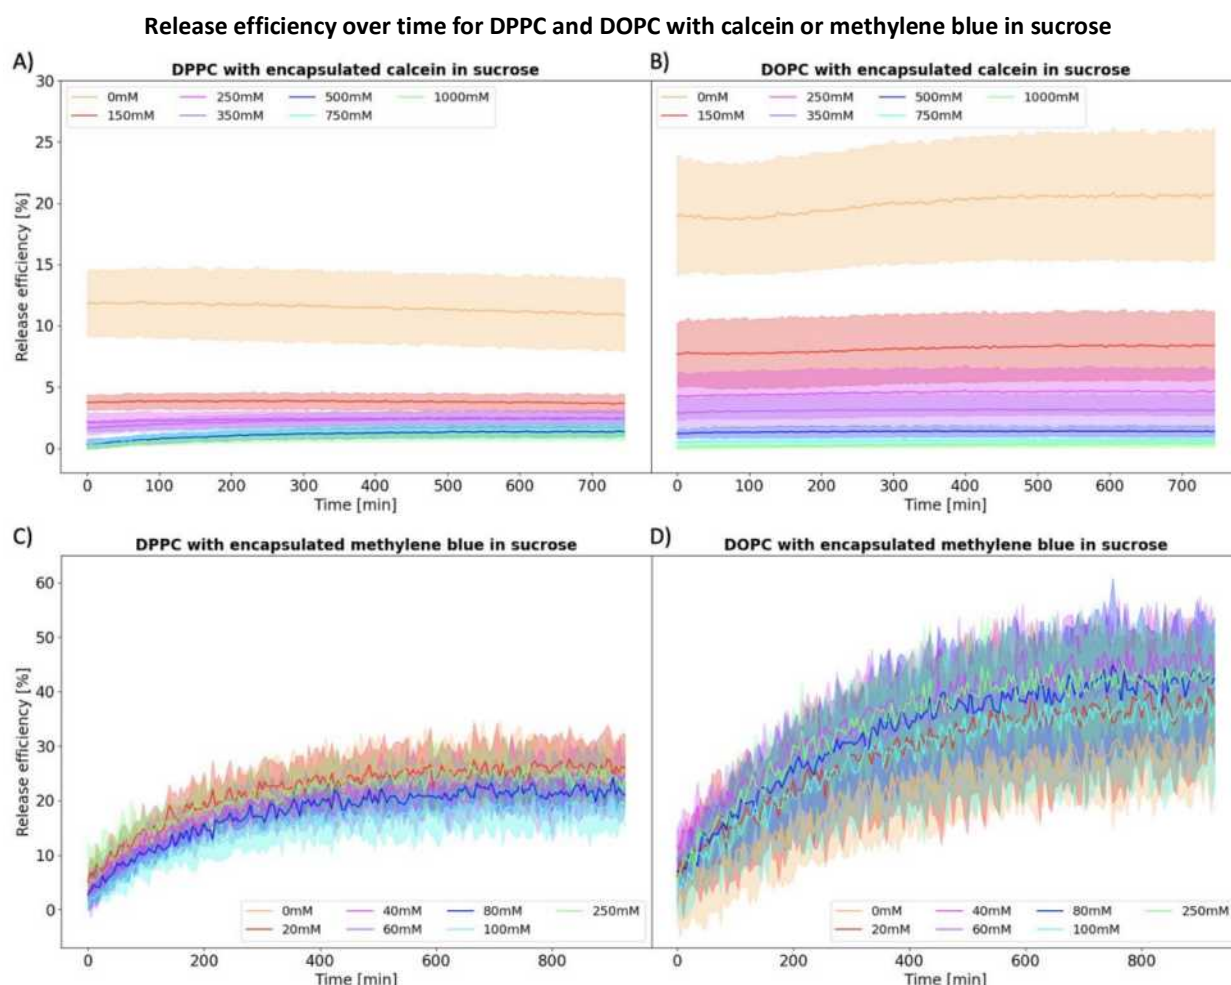 Release efficiency over time for DPPC and DOPC with calcein or methylene blue in sucrose
A)
DPPC with encapsulated calcein in sucrose
0mM 250mM 500mM 1000mM
150mM 350mM 750mM
30
25
20
15
10
5
0
Release efficiency [%]
0 100 200 300 400 500 600 700
Time [min]
B)
DOPC with encapsulated calcein in sucrose
0mM 250mM 500mM 1000mM
150mM 350mM 750mM
0 100 200 300 400 500 600 700
Time [min]
C)
DPPC with encapsulated methylene blue in sucrose
60
50
40
30
20
10
0
Release efficiency [%]
0mM 40mM 80mM 250mM
20mM 60mM 100mM
0 200 400 600 800
Time [min]
D)
DOPC with encapsulated methylene blue in sucrose
0mM 40mM 80mM 250mM
20mM 60mM 100mM
0 200 400 600 800
Time [min]